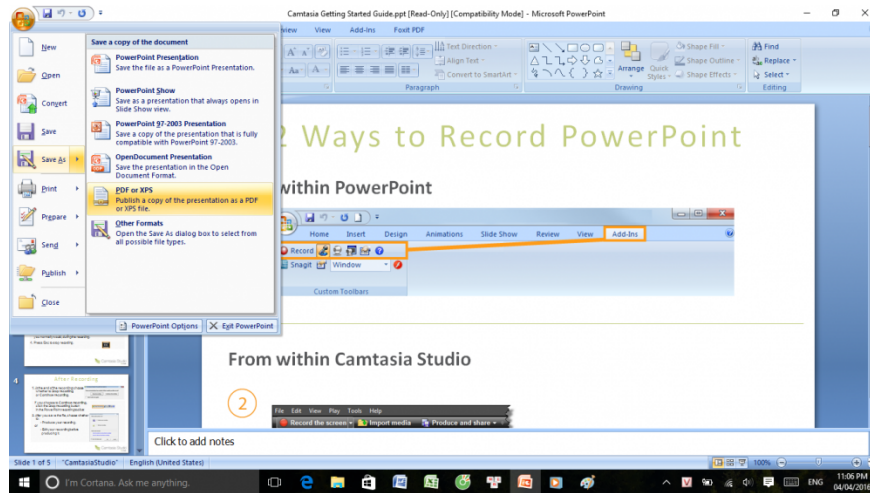 Camtasia Getting Started Guide.ppt [Read-Only] [Compatibility Mode] - Microsoft PowerPoint
view View Add-Ins Foxit PDF
New
Open
Convert
Save
Save As
Print
Prepare
Send
Publish
Close
Save a copy of the document
PowerPoint Presentation
Save the file as a PowerPoint Presentation.
PowerPoint Show
Save as a presentation that always opens in
Slide Show view.
PowerPoint 97-2003 Presentation
Save a copy of the presentation that is fully
compatible with PowerPoint 97-2003.
OpenDocument Presentation
Save the presentation in the Open
Document Format.
PDF or XPS
Publish a copy of the presentation as a PDF
or XPS file.
Other Formats
Open the Save As dialog box to select from
all possible file types.
PowerPoint Options Exit PowerPoint
Text Direction
Align Text
Convert to SmartArt
Paragraph
Arrange
Quick
Styles
Shape Fill
Shape Outline
Shape Effects
Drawing
Find
Replace
Select
Editing
2 Ways to Record PowerPoint
within PowerPoint
Home Insert Design Animations Slide Show Review View Add-Ins
Record
Snagit Window
Custom Toolbars
From within Camtasia Studio
2
File Edit View Play Tools Help
Record the screen Import media Produce and share
4
After Recording
Click to add notes
Slide 1 of 5 "CamtasiaStudio" English (United States) 100%
I'm Cortana. Ask me anything.
ENG
11:06 PM
04/04/2016